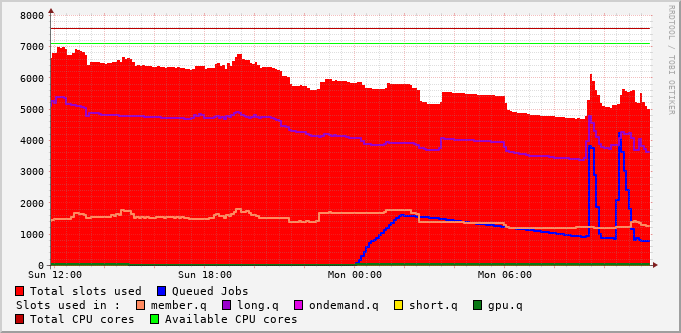 8000
7000
6000
5000
4000
3000
2000
1000
0
Sun 12:00 Sun 18:00 Mon 00:00 Mon 06:00
Total slots used Queued Jobs
Slots used in : member.q long.q ondemand.q short.q gpu.q
Total CPU cores Available CPU cores
RRDTOOL / TOBI OETIKER